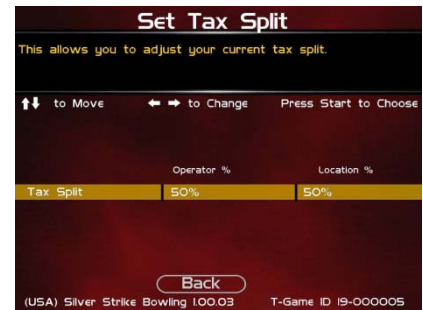 Set Tax Split
This allows you to adjust your current tax split.
↑↓ to Move ← → to Change Press Start to Choose
Operator % Location %
Tax Split 50% 50%
Back
(USA) Silver Strike Bowling 1.00.03 T-Game ID 19-000005